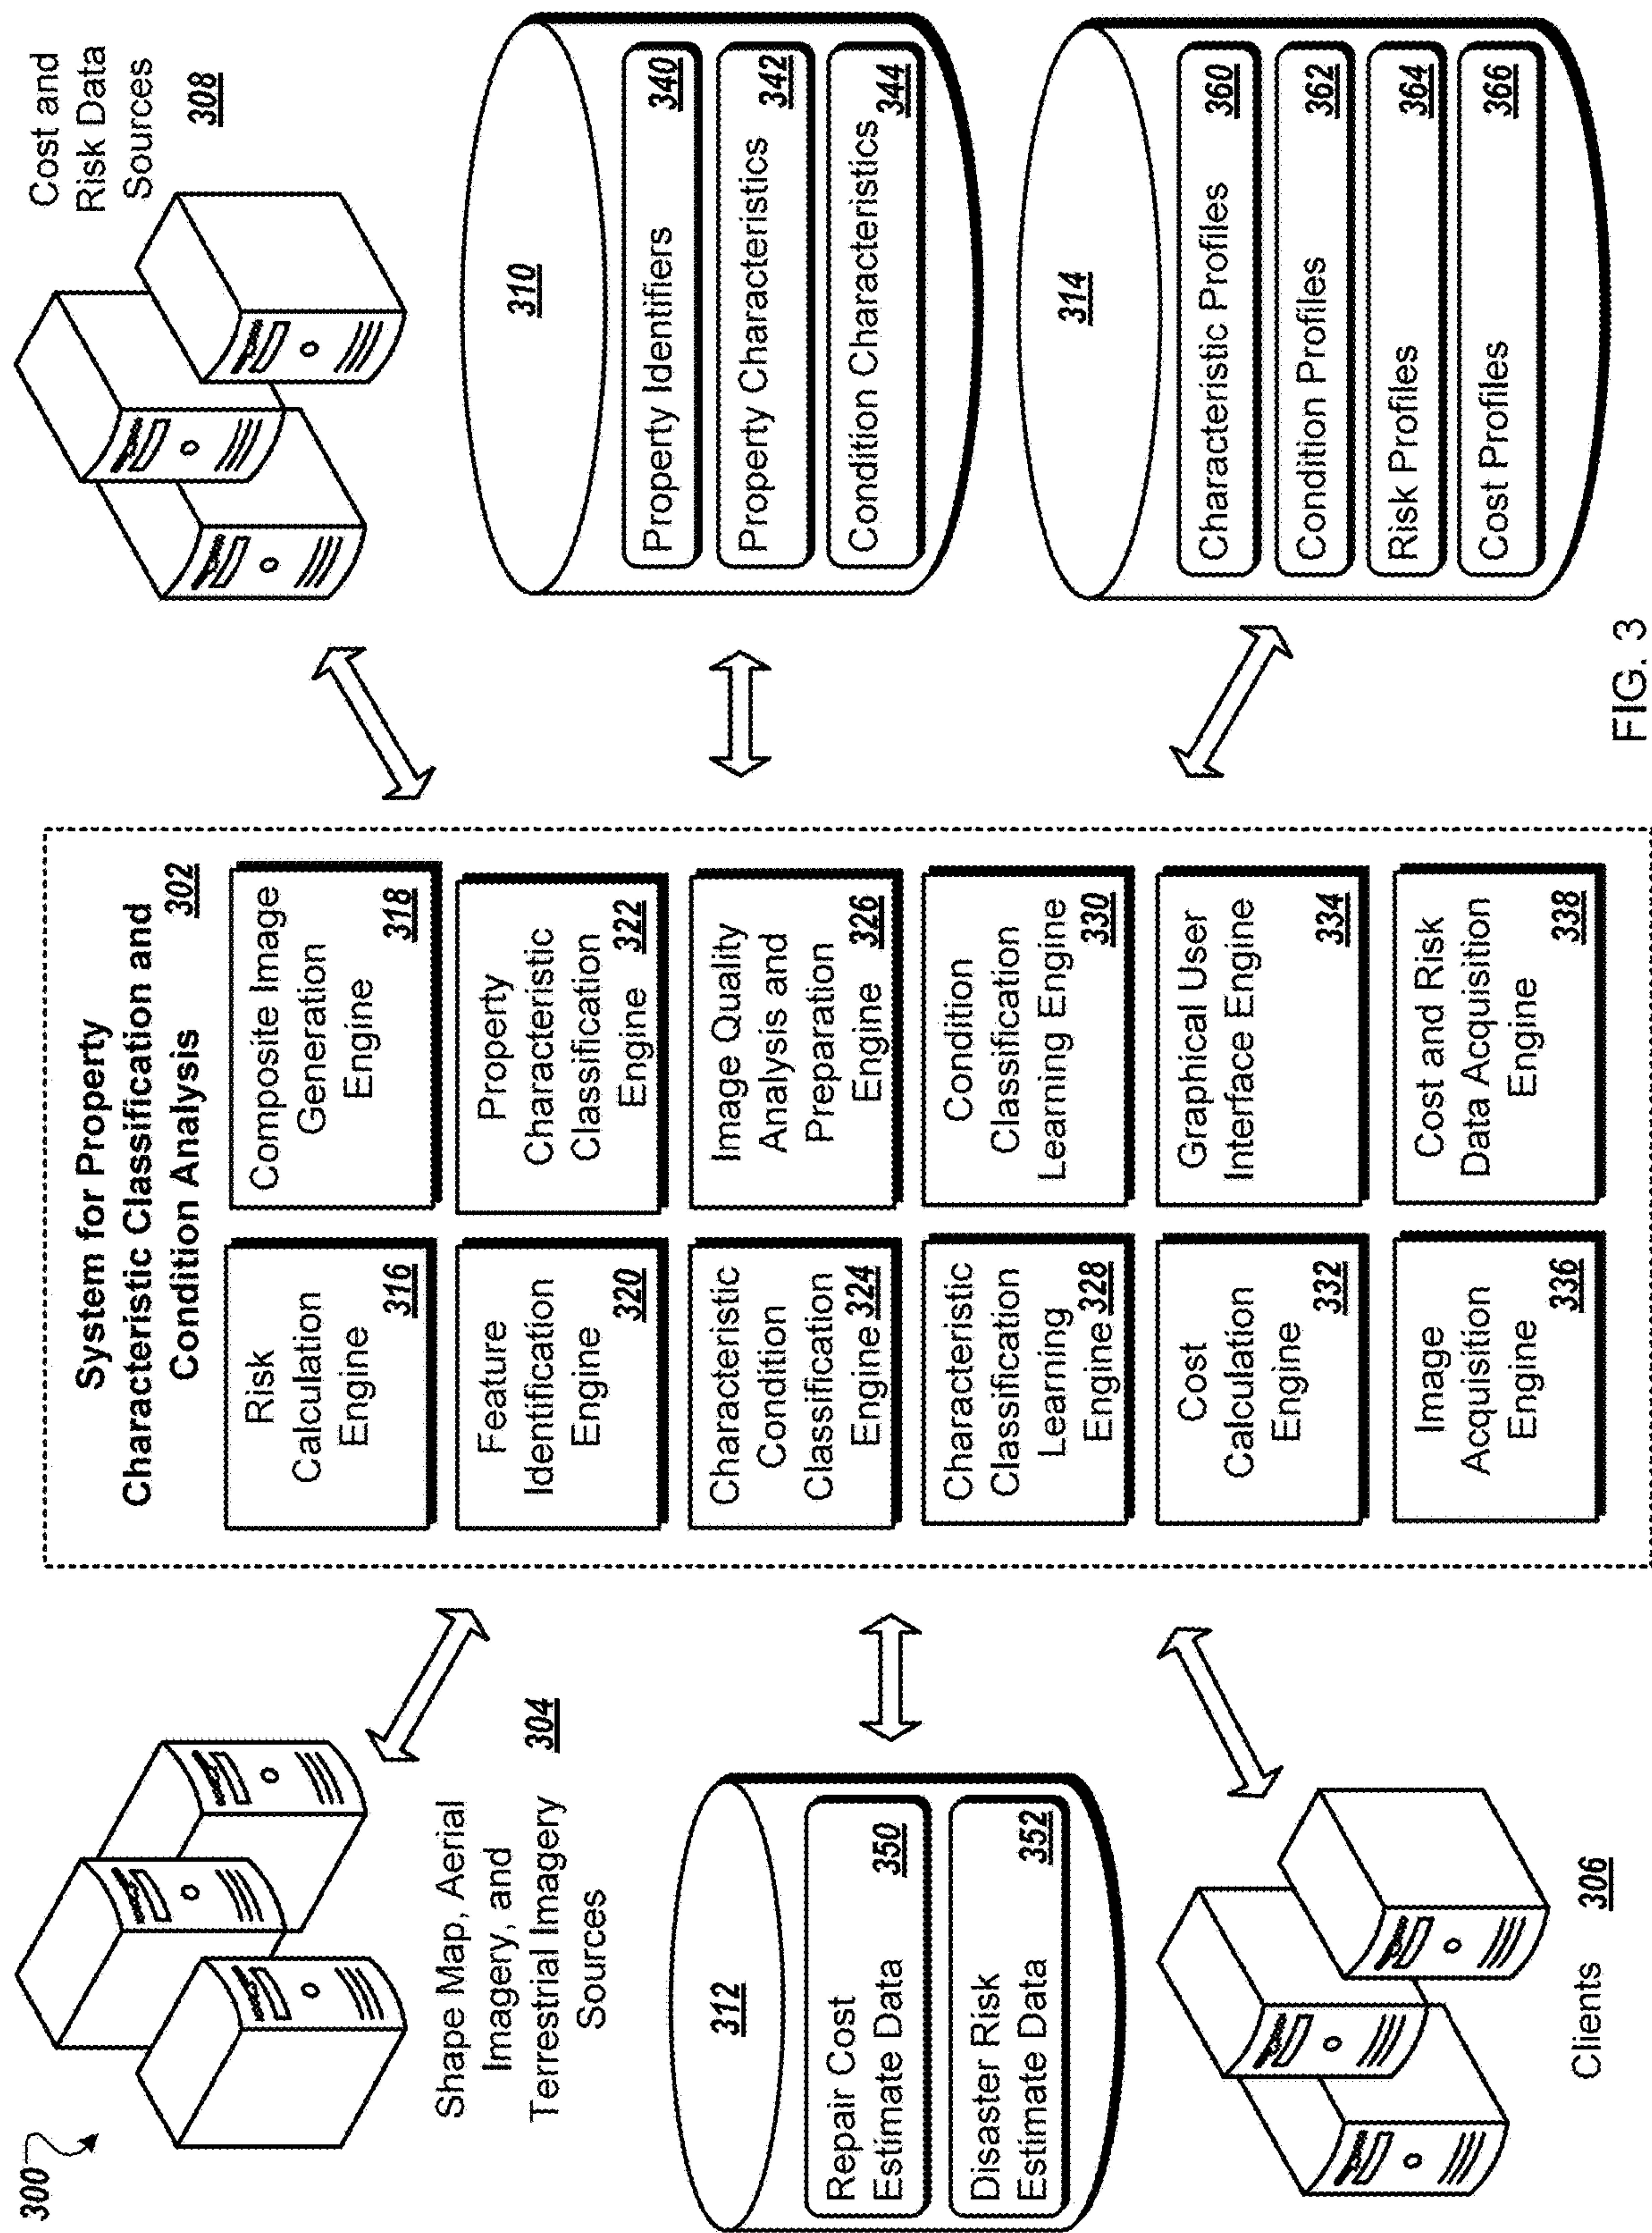 300
Shape Map, Aerial
Imagery, and
Terrestrial Imagery
Sources
304
312
Repair Cost
Estimate Data
350
Disaster Risk
Estimate Data
352
Clients
306
System for Property
Characteristic Classification and
Condition Analysis
302
Risk
Calculation
Engine
316
Composite Image
Generation
Engine
318
Feature
Identification
Engine
320
Property
Characteristic
Classification
Engine 322
Characteristic
Condition
Classification
Engine 324
Image Quality
Analysis and
Preparation
Engine 326
Characteristic
Classification
Learning
Engine 328
Condition
Classification
Learning Engine
330
Cost
Calculation
Engine
332
Graphical User
Interface Engine
334
Image
Acquisition
Engine
336
Cost and Risk
Data Acquisition
Engine
338
Cost and
Risk Data
Sources
308
310
Property Identifiers 340
Property Characteristics 342
Condition Characteristics 344
314
Characteristic Profiles 360
Condition Profiles 362
Risk Profiles 364
Cost Profiles 366
FIG. 3